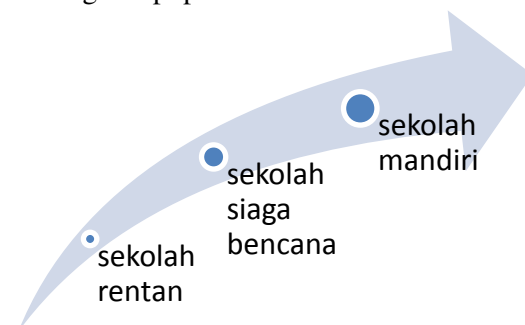 sekolah
mandiri
sekolah
siaga
bencana
sekolah
rentan